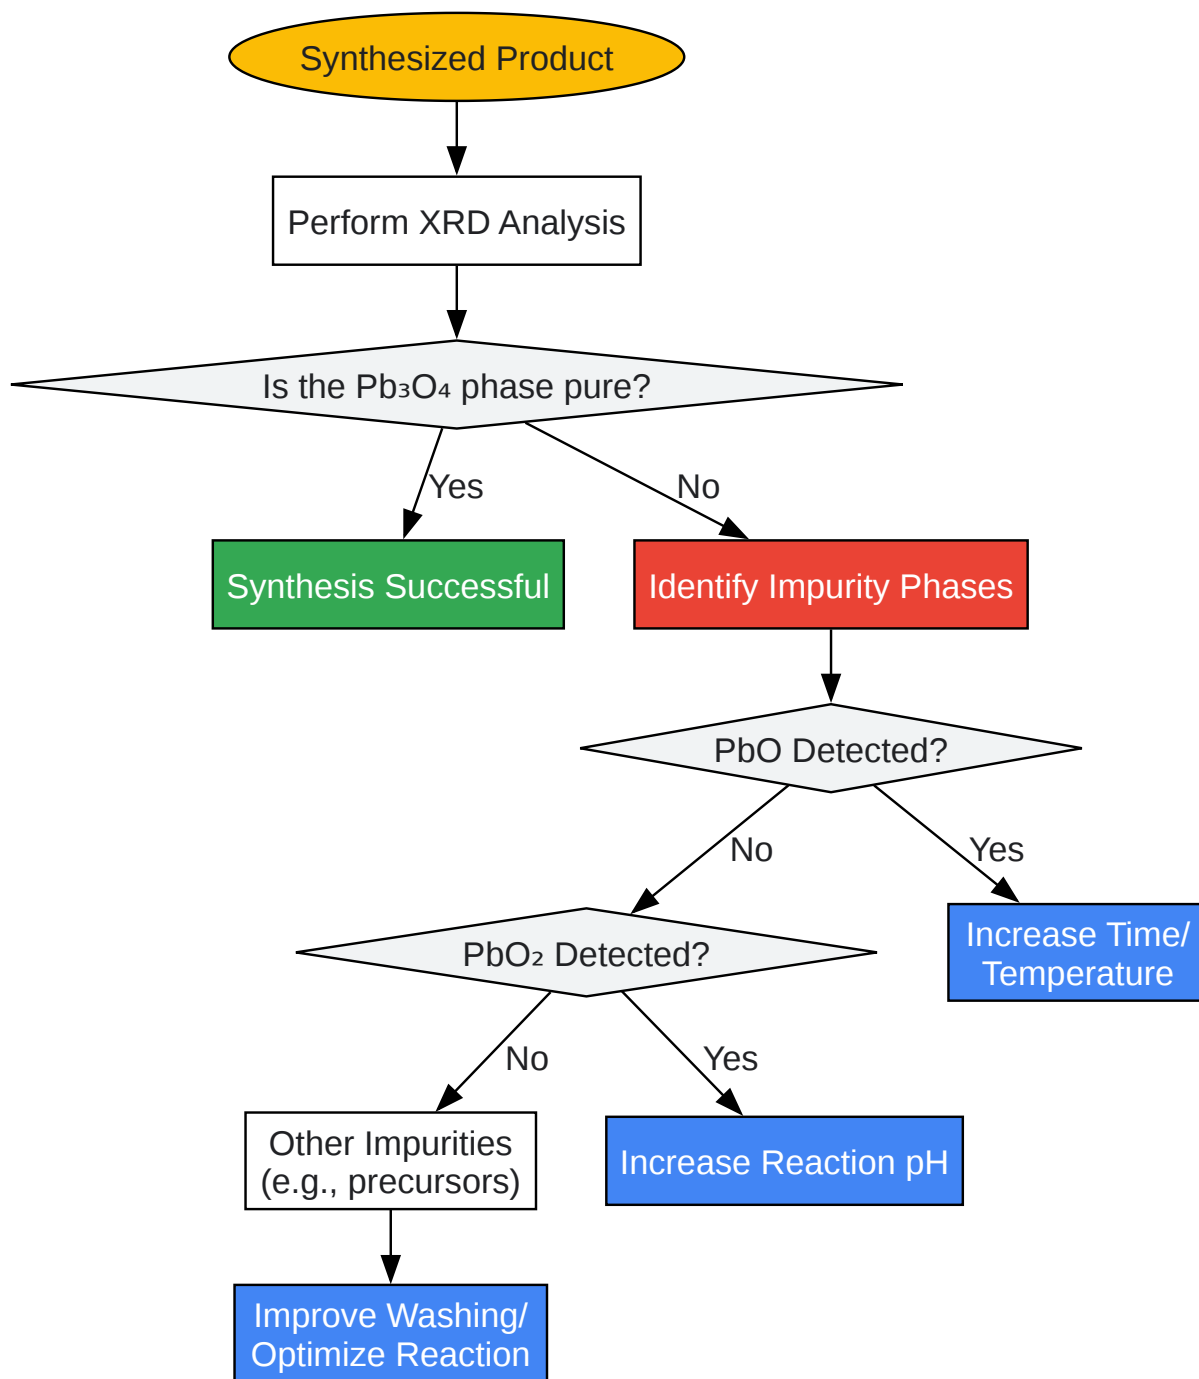 Synthesized Product
Perform XRD Analysis
Is the Pb₃O₄ phase pure?
Yes
No
Synthesis Successful
Identify Impurity Phases
PbO Detected?
No
Yes
Increase Time/
Temperature
PbO₂ Detected?
No
Yes
Other Impurities
(e.g., precursors)
Increase Reaction pH
Improve Washing/
Optimize Reaction